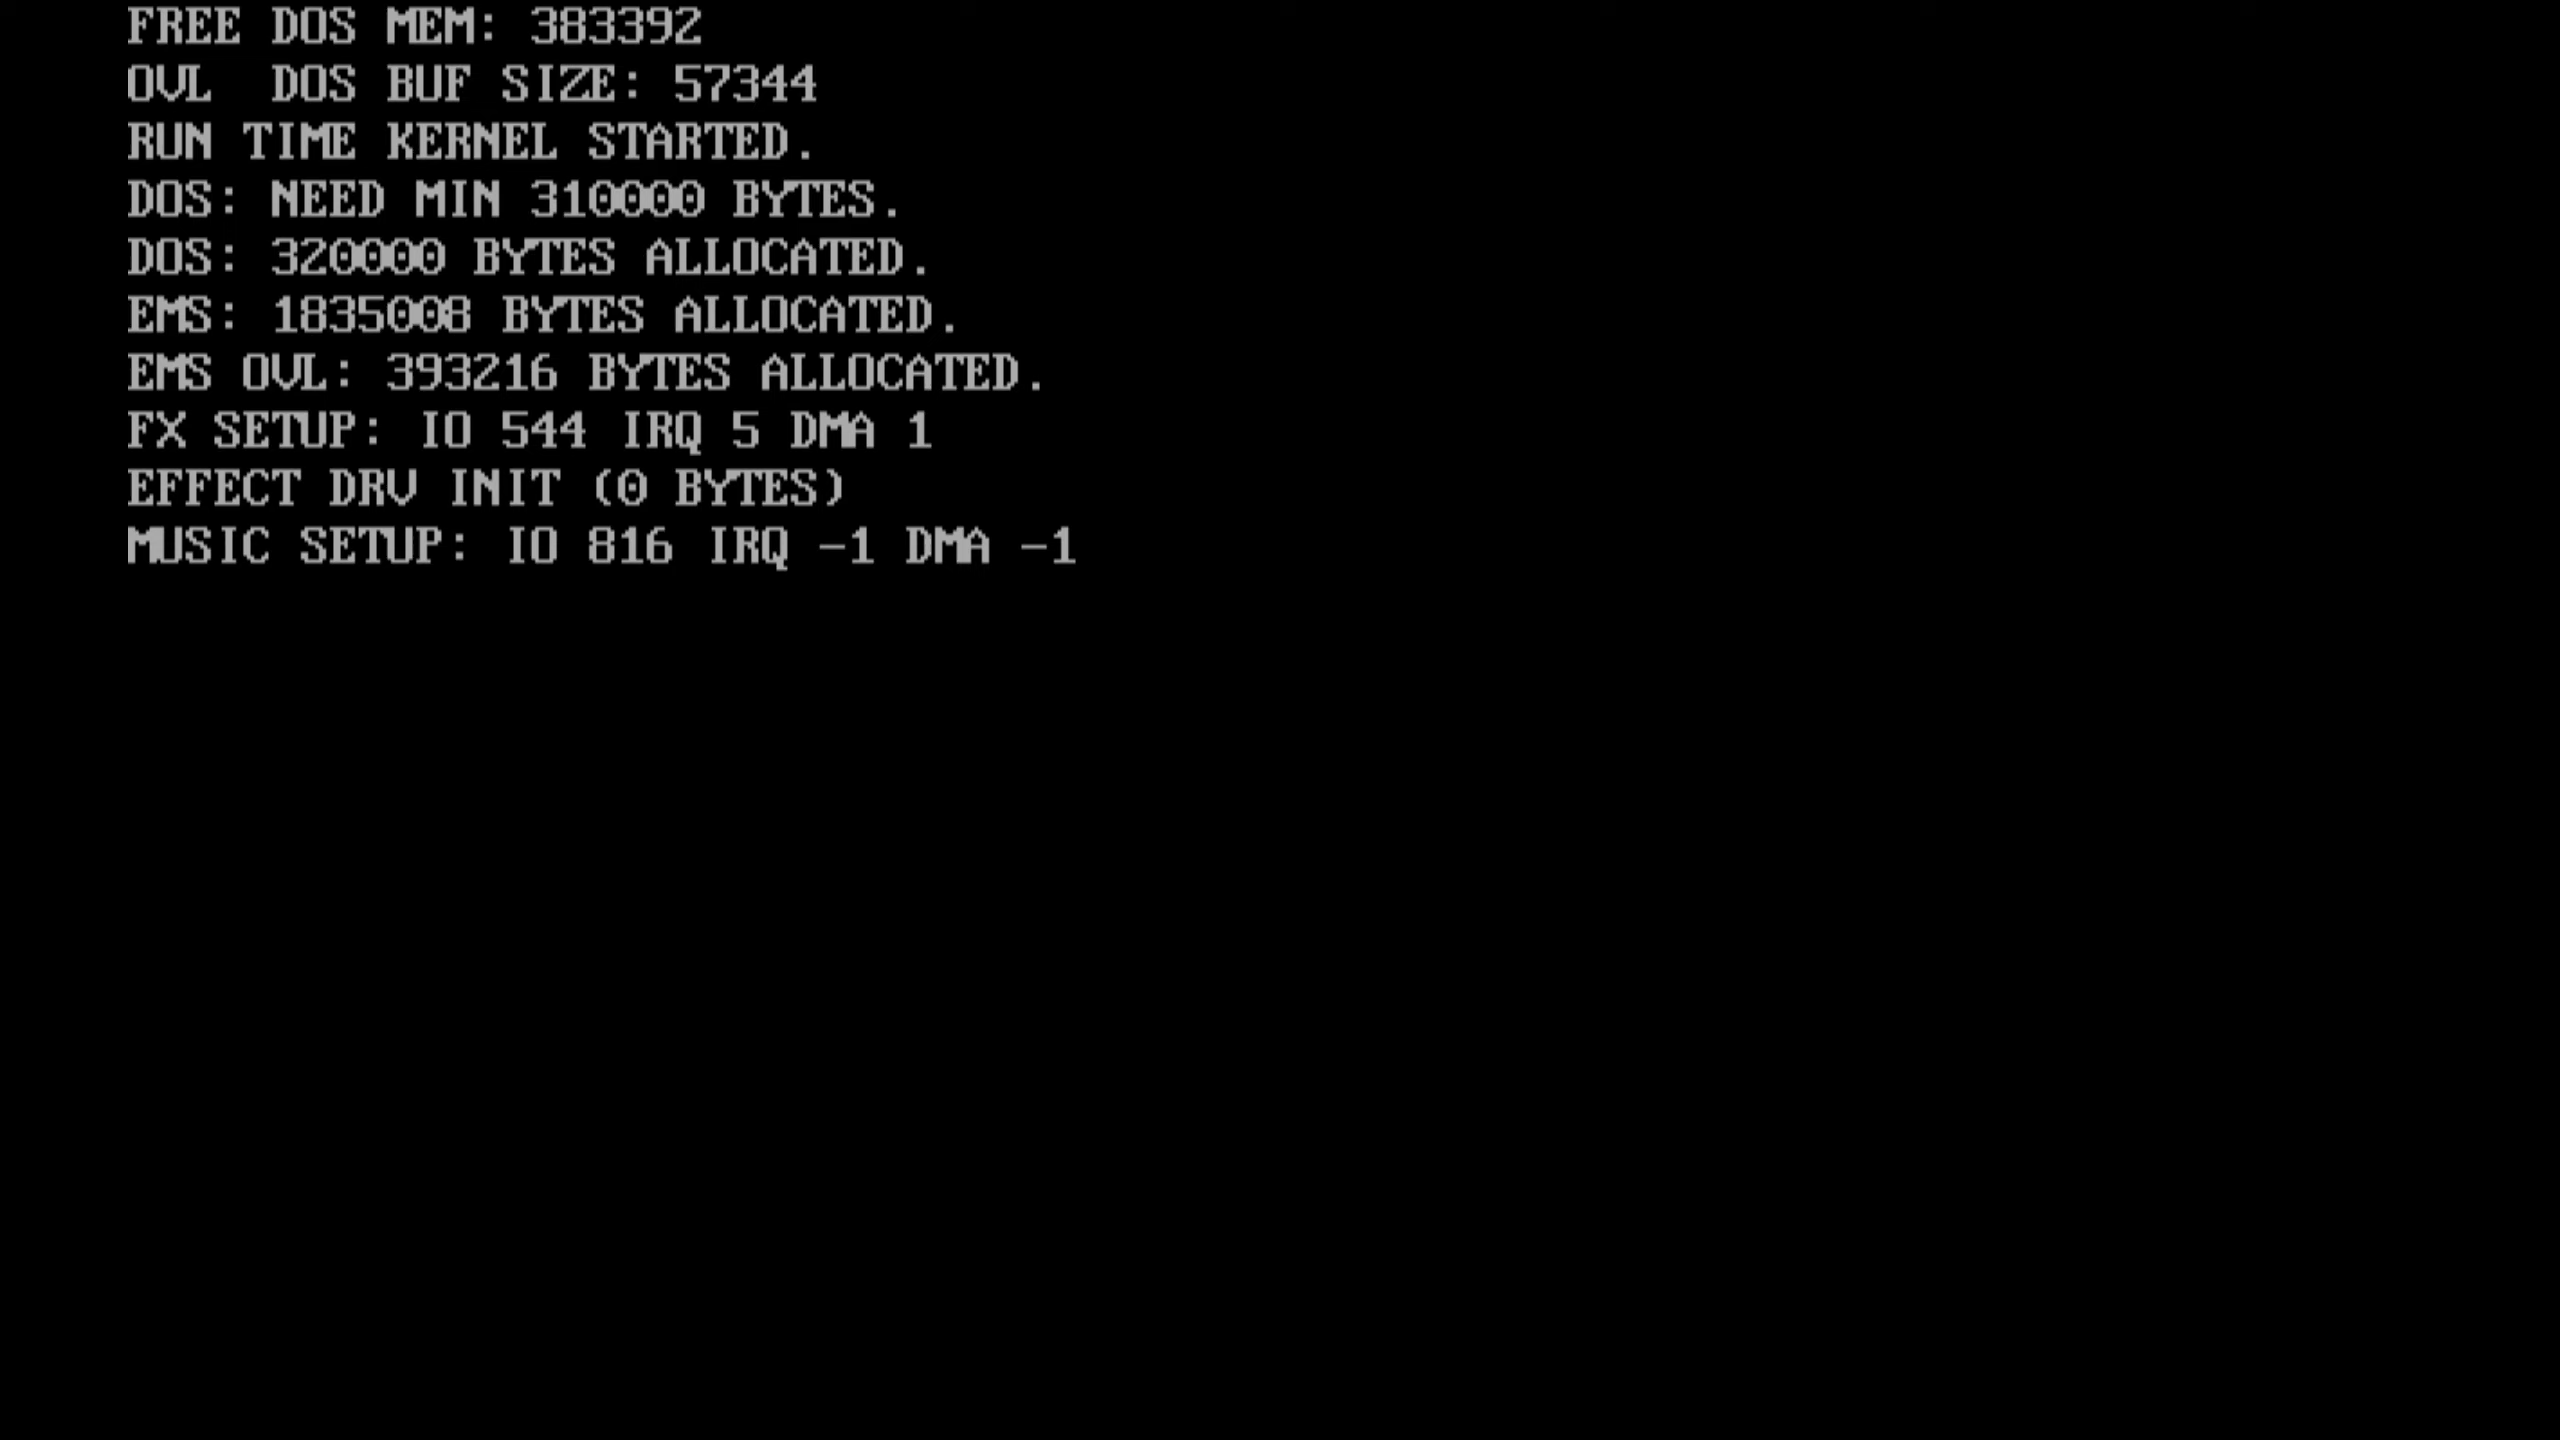 FREE DOS MEM: 383392
OVL  DOS BUF SIZE: 57344
RUN TIME KERNEL STARTED.
DOS: NEED MIN 310000 BYTES.
DOS: 320000 BYTES ALLOCATED.
EMS: 1835008 BYTES ALLOCATED.
EMS OVL: 393216 BYTES ALLOCATED.
FX SETUP: IO 544 IRQ 5 DMA 1
EFFECT DRV INIT (0 BYTES)
MUSIC SETUP: IO 816 IRQ -1 DMA -1